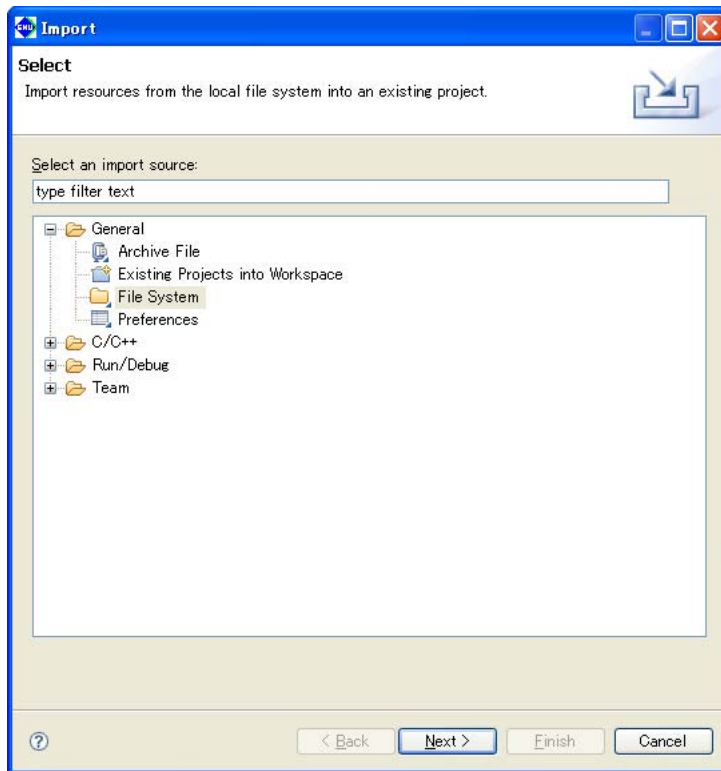 GNU Import
Select
Import resources from the local file system into an existing project.
Select an import source:
type filter text
General
Archive File
Existing Projects into Workspace
File System
Preferences
C/C++
Run/Debug
Team
?
< Back
Next >
Finish
Cancel